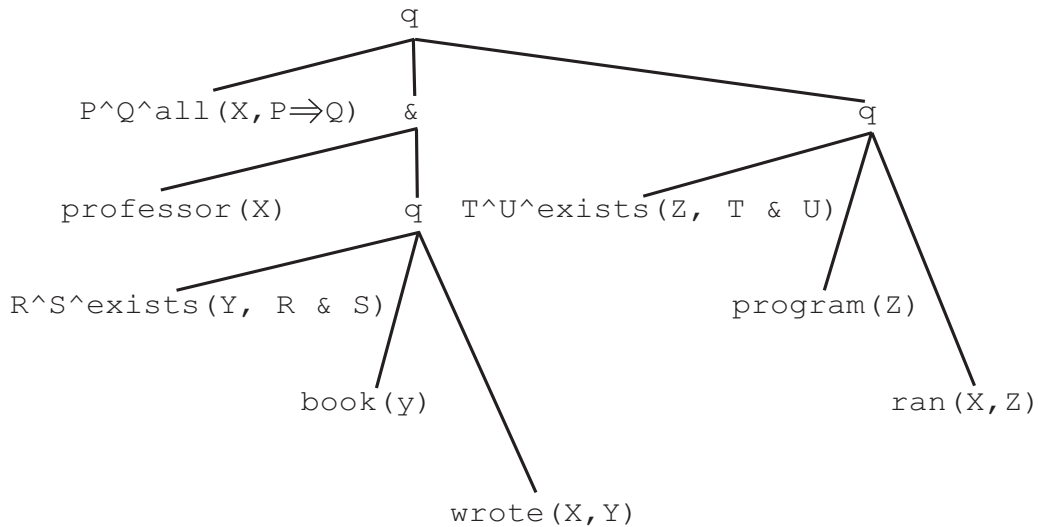 q
P^Q^all(X,P⇒Q) & q
professor(X) q T^U^exists(Z, T & U)
R^S^exists(Y, R & S) program(Z)
book(y) ran(X,Z)
wrote(X,Y)